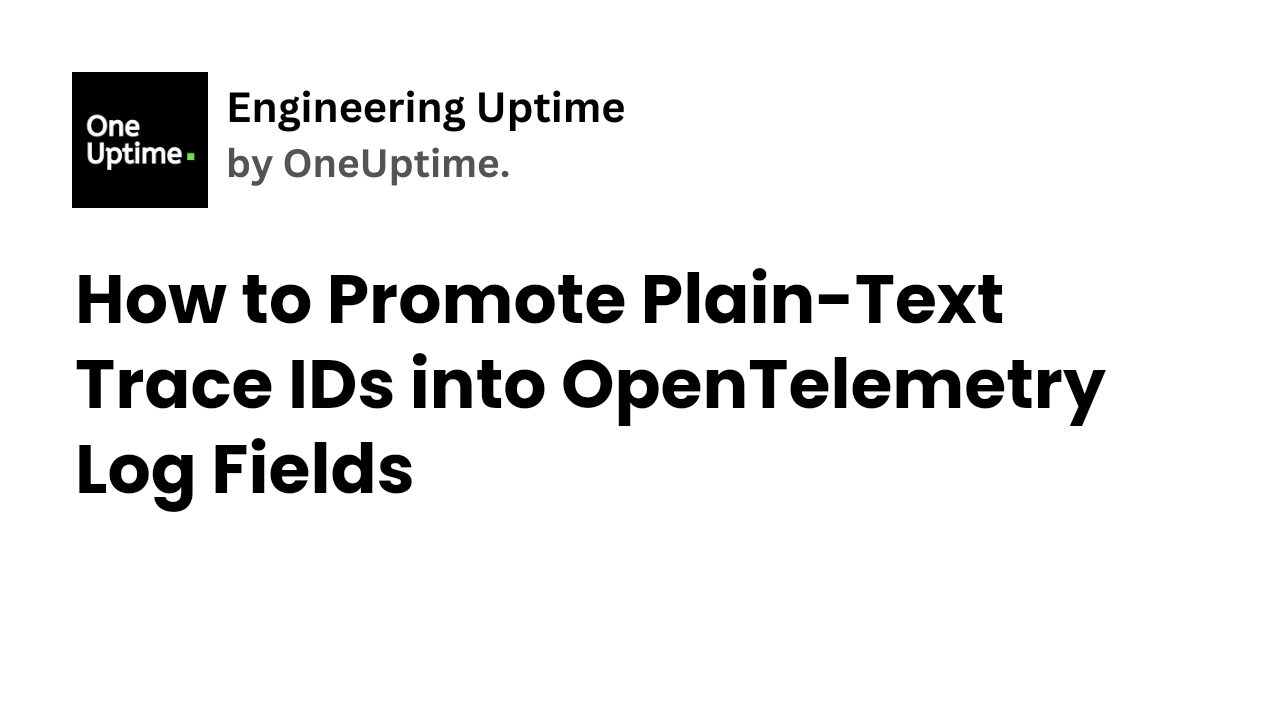 One
Uptime.
Engineering Uptime
by OneUptime.
How to Promote Plain-Text
Trace IDs into OpenTelemetry
Log Fields